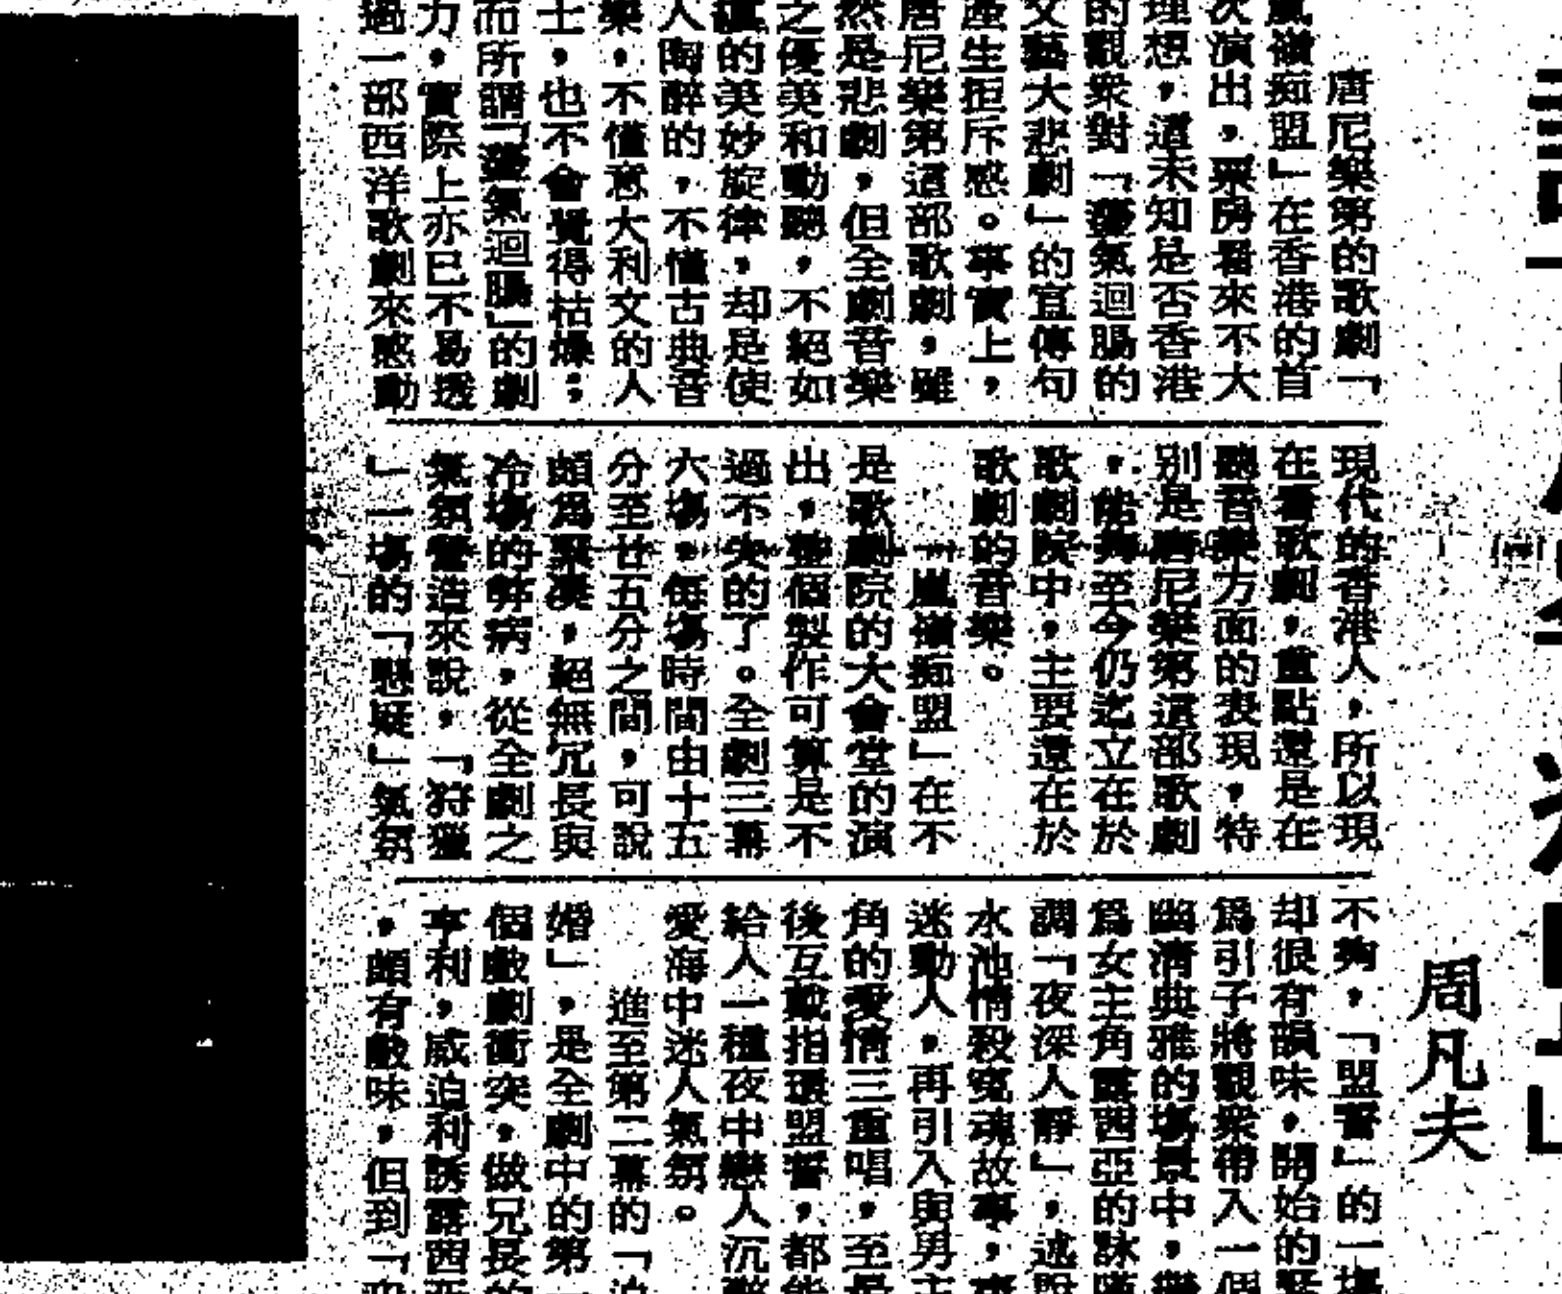 周凡夫
唐尼樂第的歌劇「
嵐嶺痴盟」在香港的首
次演出，票房看來不大
理想，這未知是否香港
的觀衆對「蕩氣迴腸的
文藝大悲劇」的宣傳句
產生拒斥感。事實上，
唐尼樂第這部歌劇，雖
然是悲劇，但全劇音樂
之優美和動聽，不絕如
縷的美妙旋律，却是使
人陶醉的，不懂古典音
樂，不懂意大利文的人
士，也不會覺得枯燥；
而所謂「蕩氣迴腸」的劇
力，實際上亦已不易透
過一部西洋歌劇來感動
現代的香港人，所以現
在看歌劇，重點還是在
聽音樂方面的表現，特
別是唐尼樂第這部歌劇
，能夠至今仍屹立在於
歌劇院中，主要還在於
歌劇的音樂。
「嵐嶺痴盟」在不
是歌劇院的大會堂的演
出，整個製作可算是不
過不失的了。全劇三幕
六場，每場時間由十五
分至廿五分之間，可說
頗爲緊湊，絕無冗長與
冷場的弊病，從全劇之
氣氛營造來說，「狩獵
」一場的「懸疑」氣氛
不夠，「盟誓」的一場
却很有韻味，開始的
爲引子將觀衆帶入一個
幽清典雅的場景中，
爲女主角露西亞的詠嘆
調「夜深人靜」，述說
水池情殺寃魂故事，
迷動人，再引入與男主
角的愛情三重唱，至最
後互戴指環盟誓，都能
給人一種夜中戀人沉
愛海中迷人氣氛。
進至第二幕的「迫
婚」，是全劇中的第一
個戲劇衝突，做兄長的
亨利，威迫利誘露西亞
，頗有戲味，但到「